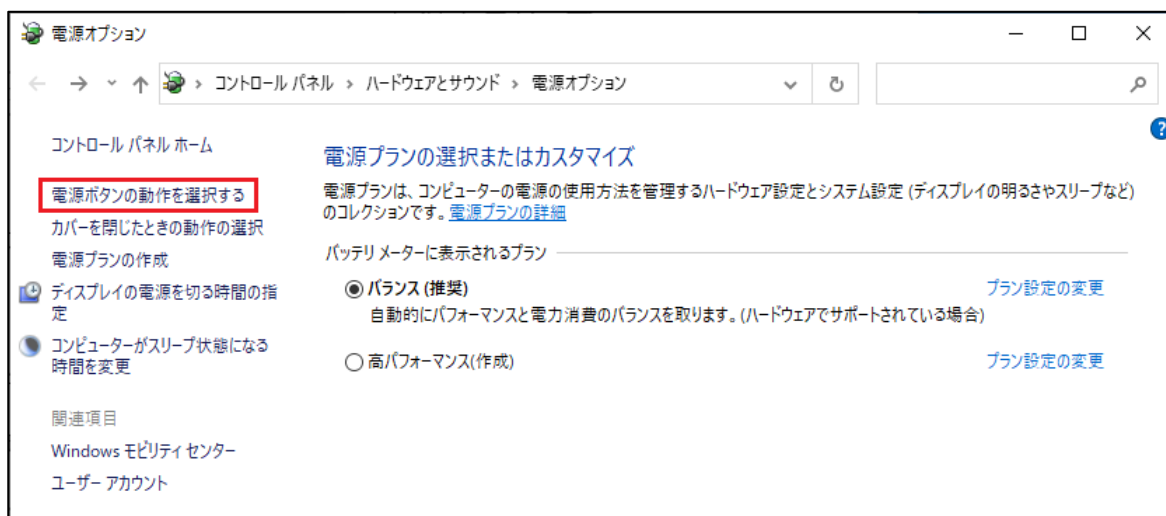 電源オプション
コントロール パネル › ハードウェアとサウンド › 電源オプション
コントロール パネル ホーム
電源ボタンの動作を選択する
カバーを閉じたときの動作の選択
電源プランの作成
ディスプレイの電源を切る時間の指
定
コンピューターがスリープ状態になる
時間を変更
関連項目
Windows モビリティ センター
ユーザー アカウント
電源プランの選択またはカスタマイズ
電源プランは、コンピューターの電源の使用方法を管理するハードウェア設定とシステム設定 (ディスプレイの明るさやスリープなど)
のコレクションです。電源プランの詳細
バッテリ メーターに表示されるプラン
バランス (推奨) プラン設定の変更
自動的にパフォーマンスと電力消費のバランスを取ります。(ハードウェアでサポートされている場合)
高パフォーマンス(作成) プラン設定の変更